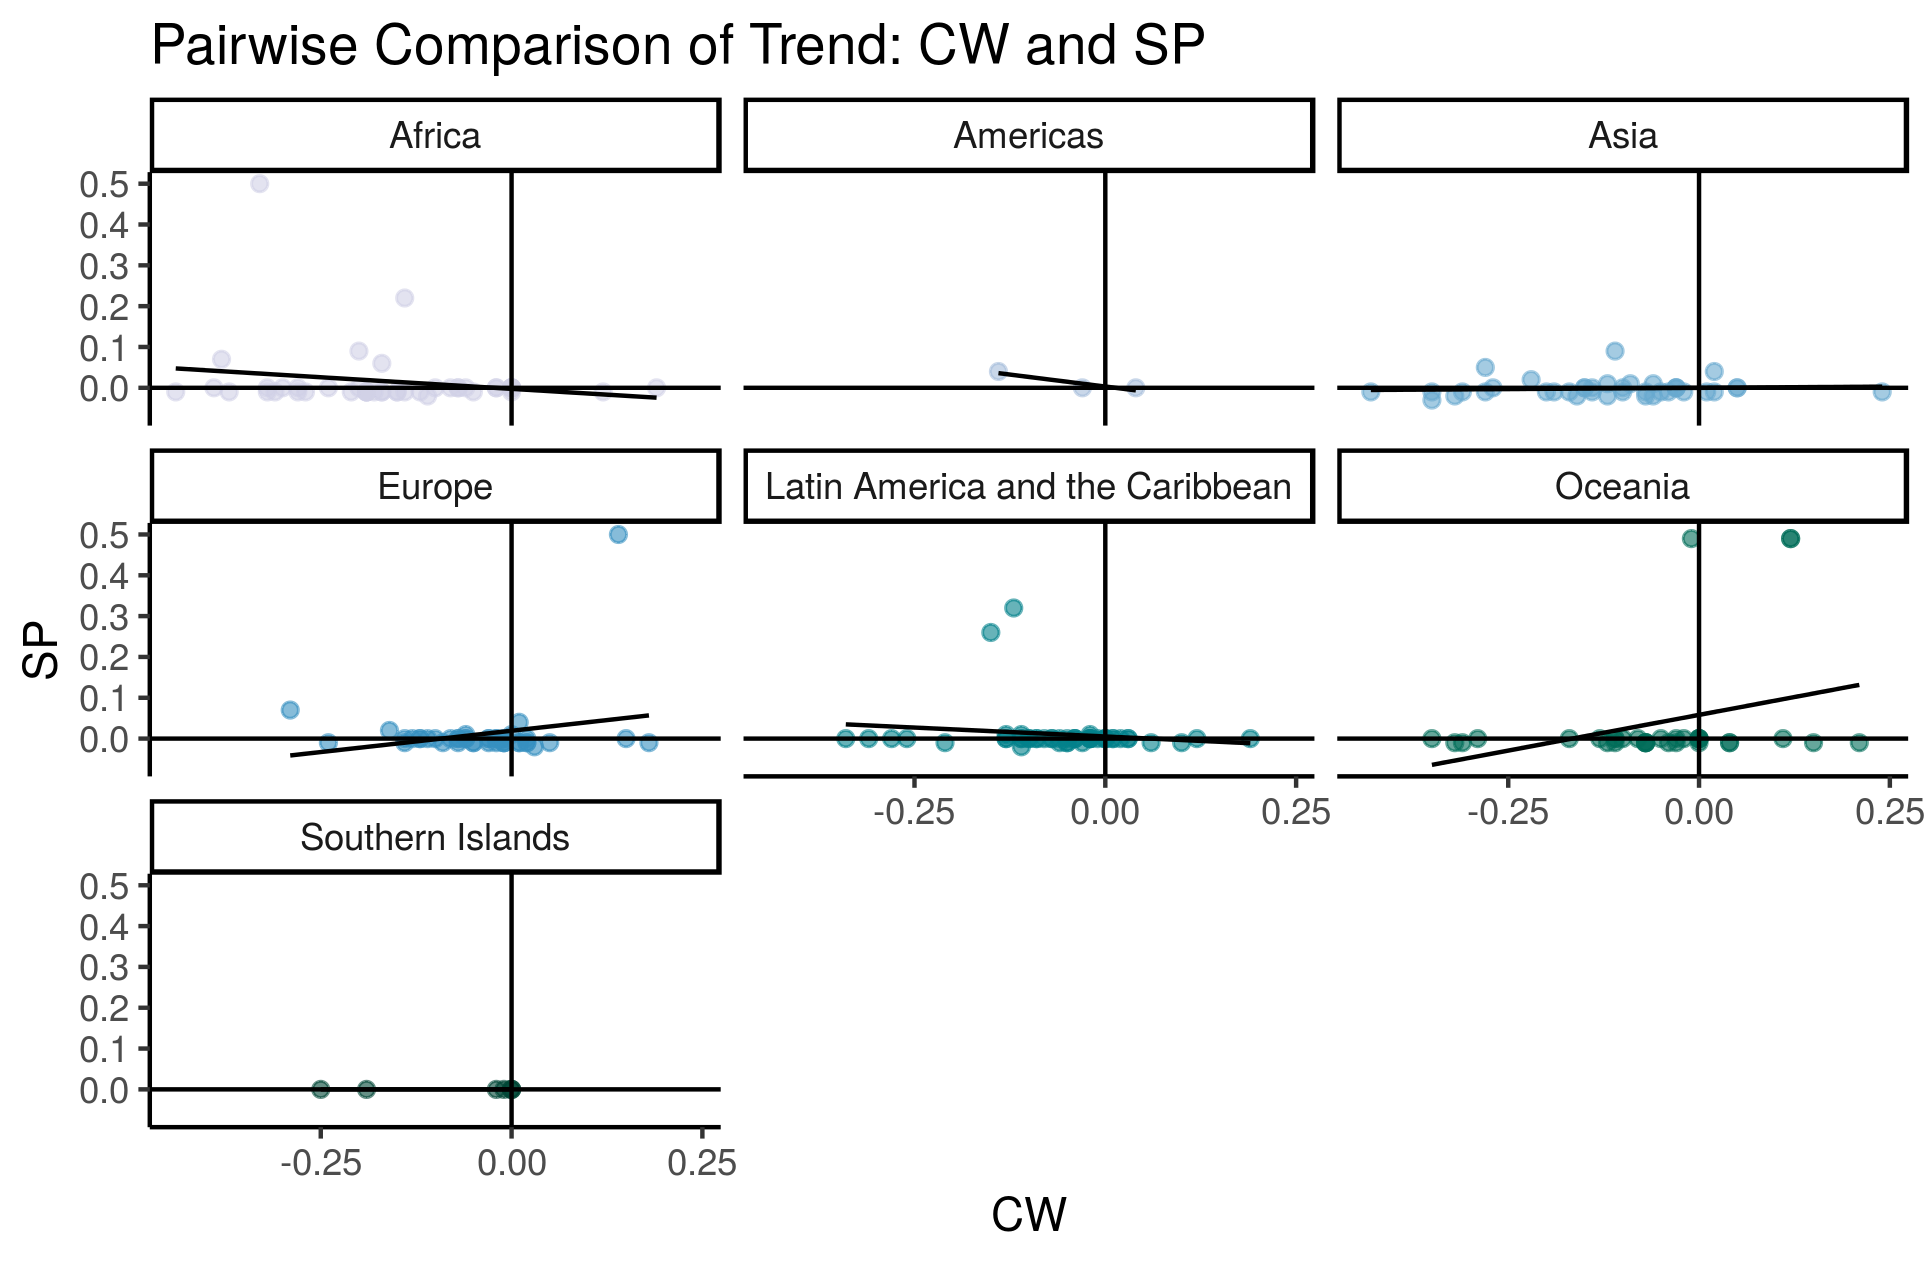 Pairwise Comparison of Trend: CW and SP
Africa
Americas
Asia
0.5
0.4
0.3
0.2
0.1
0.0
Europe
Latin America and the Caribbean
Oceania
0.5
0.4
0.3
0.2
0.1
0.0
SP
-0.25 0.00 0.25
-0.25 0.00 0.25
Southern Islands
0.5
0.4
0.3
0.2
0.1
0.0
-0.25 0.00 0.25
CW